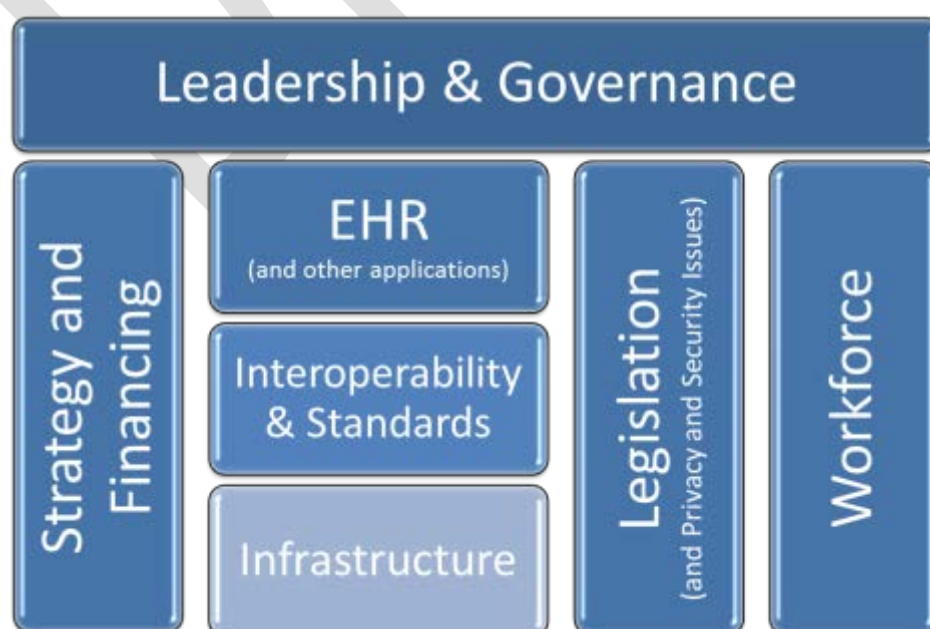 Leadership & Governance
Strategy and
Financing
EHR
(and other applications)
Interoperability
& Standards
Infrastructure
Legislation
(and Privacy and Security Issues)
Workforce